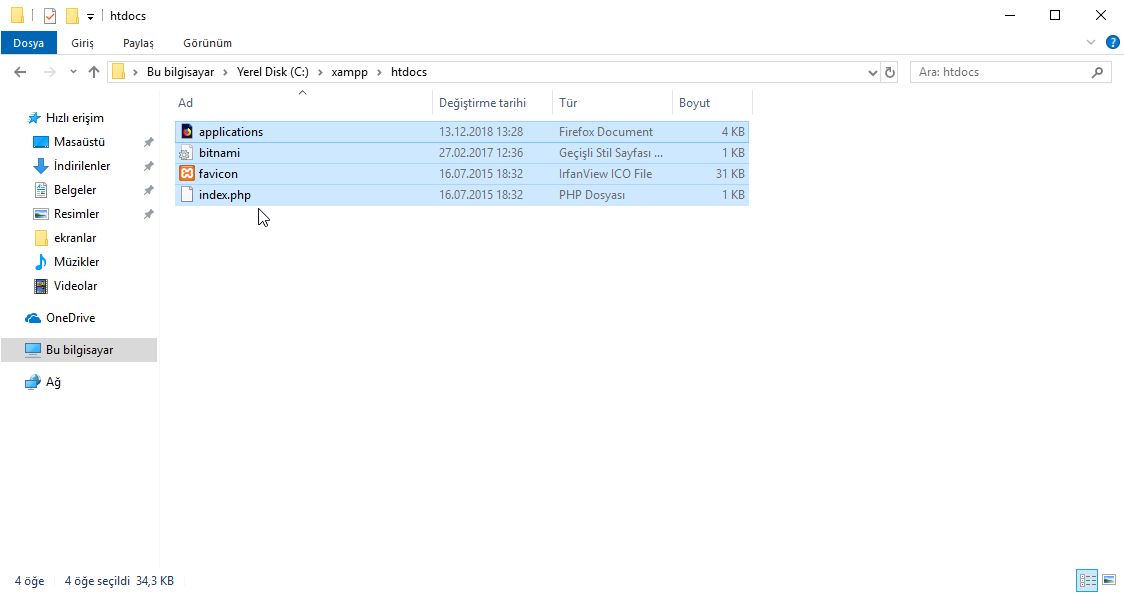 htdocs
Dosya Giriş Paylaş Görünüm
Bu bilgisayar Yerel Disk (C:) xampp htdocs
Ara: htdocs
Ad Değiştirme tarihi Tür Boyut
applications 13.12.2018 13:28 Firefox Document 4 KB
bitnami 27.02.2017 12:36 Geçişli Stil Sayfası ... 1 KB
favicon 16.07.2015 18:32 IrfanView ICO File 31 KB
index.php 16.07.2015 18:32 PHP Dosyası 1 KB
Hızlı erişim
Masaüstü
İndirilenler
Belgeler
Resimler
ekranlar
Müzikler
Videolar
OneDrive
Bu bilgisayar
Ağ
4 öğe 4 öğe seçildi 34,3 KB